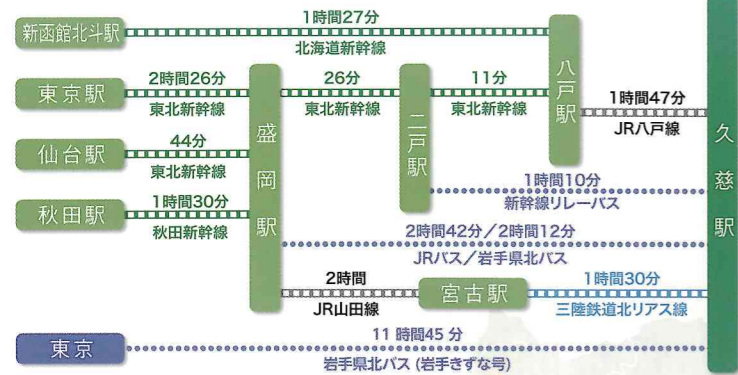 1時間27分
新函館北斗駅
北海道新幹線
八戸駅
2時間26分
東京駅
東北新幹線
盛岡駅
26分
東北新幹線
二戸駅
11分
東北新幹線
1時間47分
JR八戸線
久慈駅
44分
仙台駅
東北新幹線
1時間30分
秋田駅
秋田新幹線
1時間10分
新幹線リレーバス
2時間42分／2時間12分
JRバス／岩手県北バス
2時間
JR山田線
宮古駅
1時間30分
三陸鉄道北リアス線
11 時間45 分
東京
岩手県北バス (岩手きずな号)